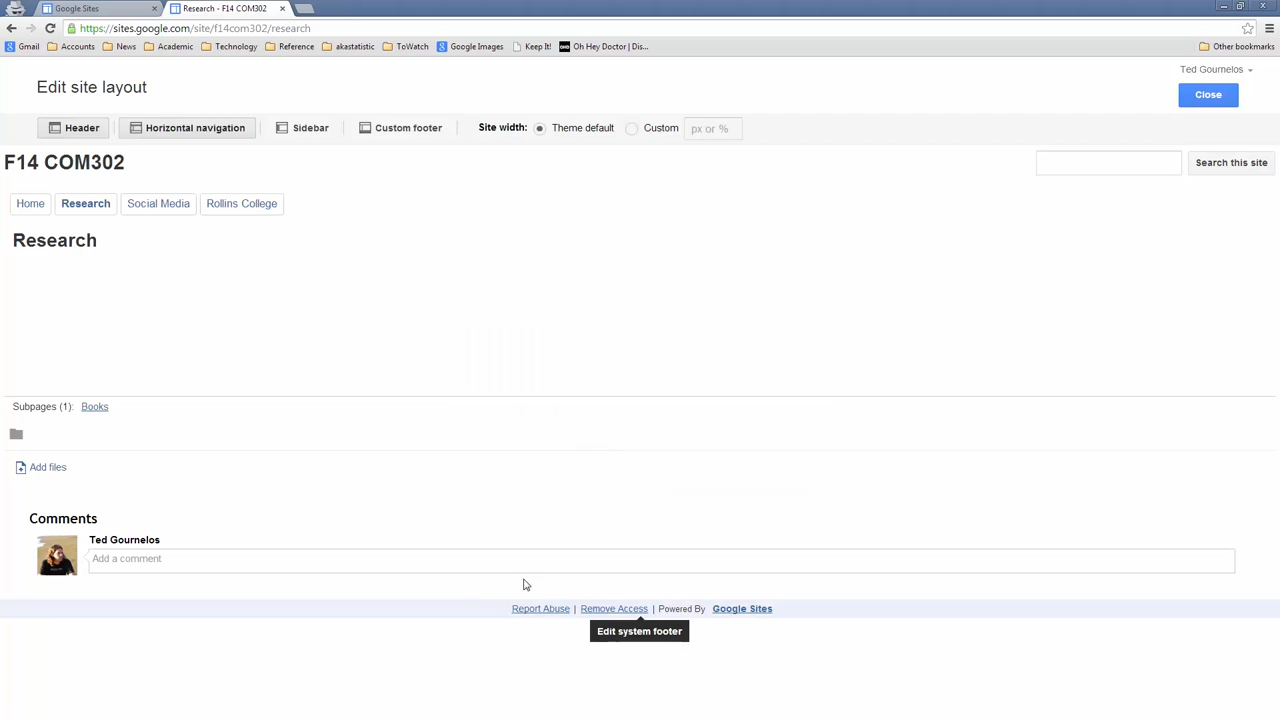 Google Sites
Research - F14 COM302
https://sites.google.com/site/f14com302/research
Gmail Accounts News Academic Technology Reference akastatistic ToWatch Google Images Keep It! Oh Hey Doctor | Dis... Other bookmarks
Ted Gournelos
Edit site layout
Close
Header Horizontal navigation Sidebar Custom footer Site width: Theme default Custom px or %
F14 COM302
Search this site
Home Research Social Media Rollins College
Research
Subpages (1): Books
Add files
Comments
Ted Gournelos
Add a comment
Report Abuse | Remove Access | Powered By Google Sites
Edit system footer